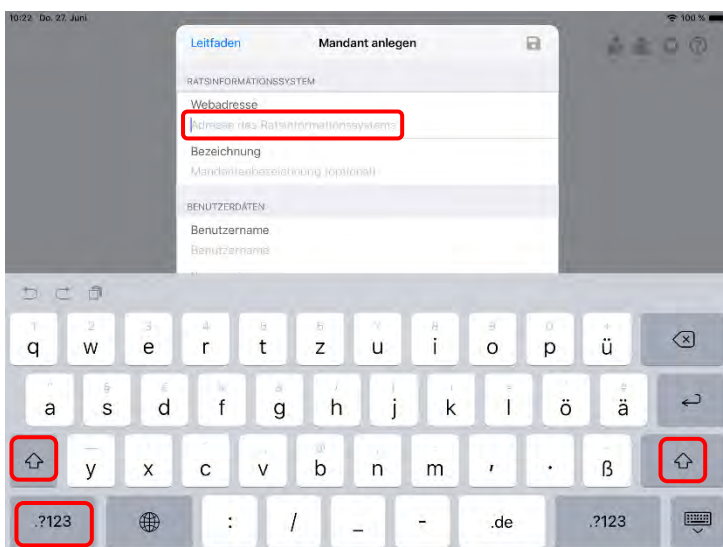 10:22 Do. 27. Juni
100 %
Leitfaden Mandant anlegen
RATSINFORMATIONSSYSTEM
Webadresse
Adresse des Ratsinformationssystems
Bezeichnung
Mandantenbezeichnung (optional)
BENUTZERDATEN
Benutzername
Benutzername
q w e r t z u i o p ü
a s d f g h j k l ö ä
y x c v b n m , . ß
.?123 : / _ - .de .?123